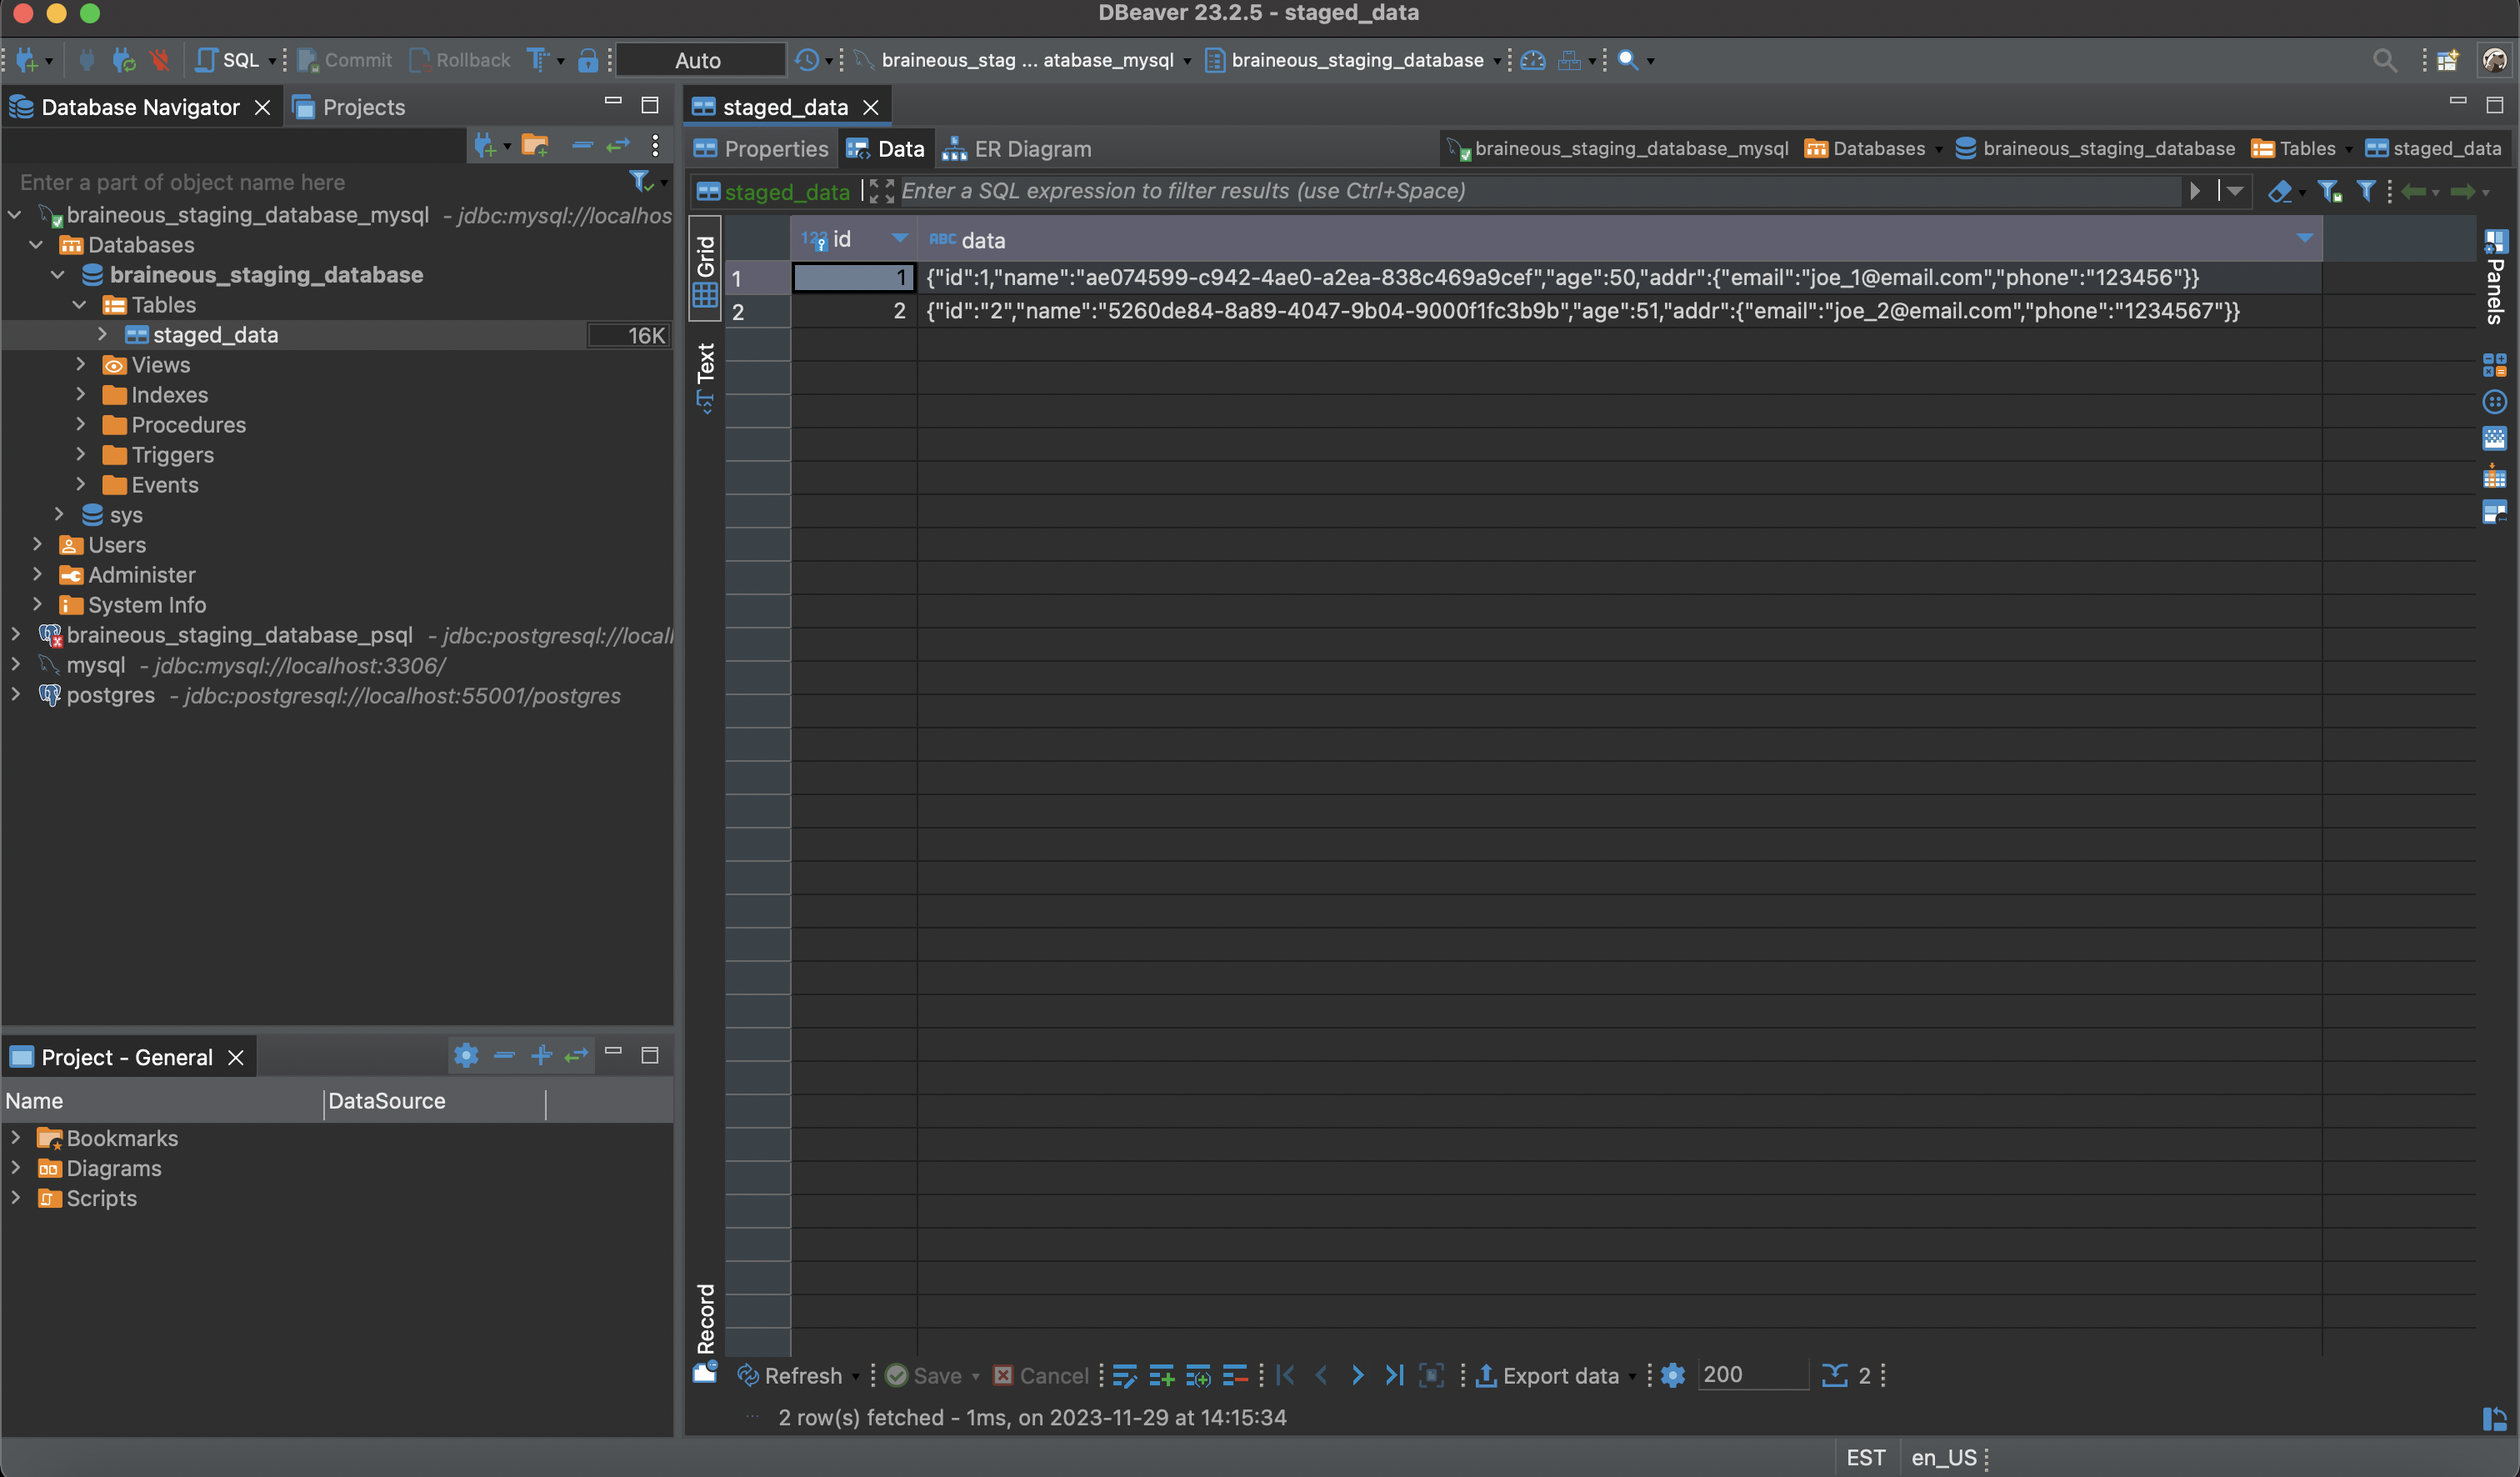 DBeaver 23.2.5 - staged_data
SQL Commit Rollback Auto braineous_stag ... atabase_mysql braineous_staging_database
Database Navigator Projects
Enter a part of object name here
braineous_staging_database_mysql - jdbc:mysql://localhos
Databases
braineous_staging_database
Tables
staged_data 16K
Views
Indexes
Procedures
Triggers
Events
sys
Users
Administer
System Info
braineous_staging_database_psql - jdbc:postgresql://local
mysql - jdbc:mysql://localhost:3306/
postgres - jdbc:postgresql://localhost:55001/postgres
Project - General
Name DataSource
Bookmarks
Diagrams
Scripts
staged_data
Properties Data ER Diagram braineous_staging_database_mysql Databases braineous_staging_database Tables staged_data
staged_data Enter a SQL expression to filter results (use Ctrl+Space)
Grid
Text
Record
123 id ABC data
1 1 {"id":1,"name":"ae074599-c942-4ae0-a2ea-838c469a9cef","age":50,"addr":{"email":"joe_1@email.com","phone":"123456"}}
2 2 {"id":"2","name":"5260de84-8a89-4047-9b04-9000f1fc3b9b","age":51,"addr":{"email":"joe_2@email.com","phone":"1234567"}}
Panels
Refresh Save Cancel Export data 200 2
2 row(s) fetched - 1ms, on 2023-11-29 at 14:15:34
EST en_US